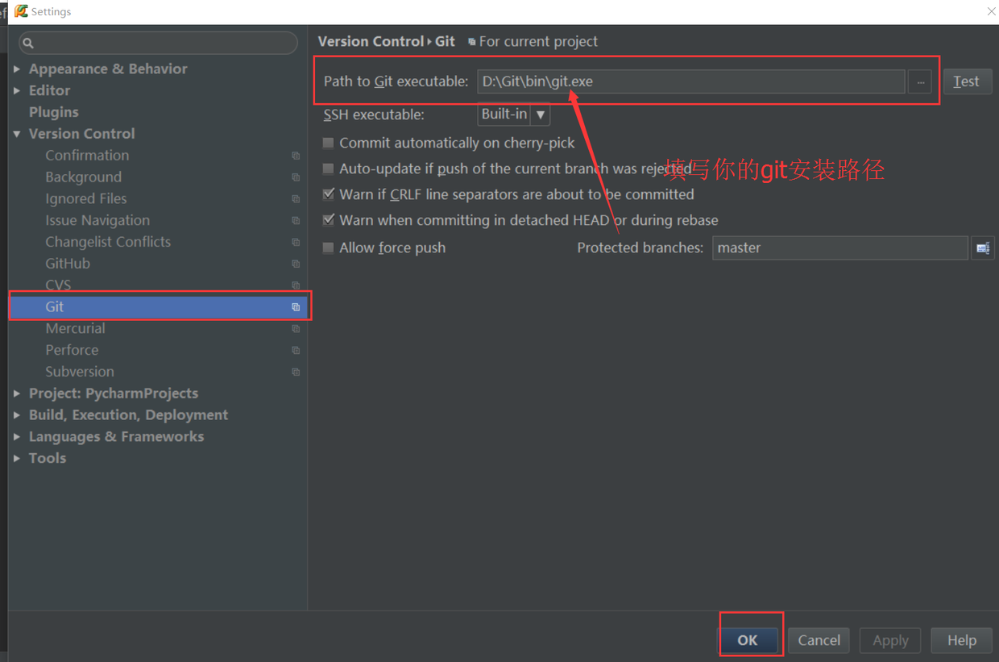 ef
Settings
Version Control › Git For current project
Appearance & Behavior
Editor
Plugins
Version Control
Confirmation
Background
Ignored Files
Issue Navigation
Changelist Conflicts
GitHub
CVS
Git
Mercurial
Perforce
Subversion
Project: PycharmProjects
Build, Execution, Deployment
Languages & Frameworks
Tools
Path to Git executable: D:\Git\bin\git.exe ... Test
SSH executable: Built-in
Commit automatically on cherry-pick
Auto-update if push of the current branch was rejected
填写你的git安装路径
Warn if CRLF line separators are about to be committed
Warn when committing in detached HEAD or during rebase
Allow force push Protected branches: master
OK Cancel Apply Help